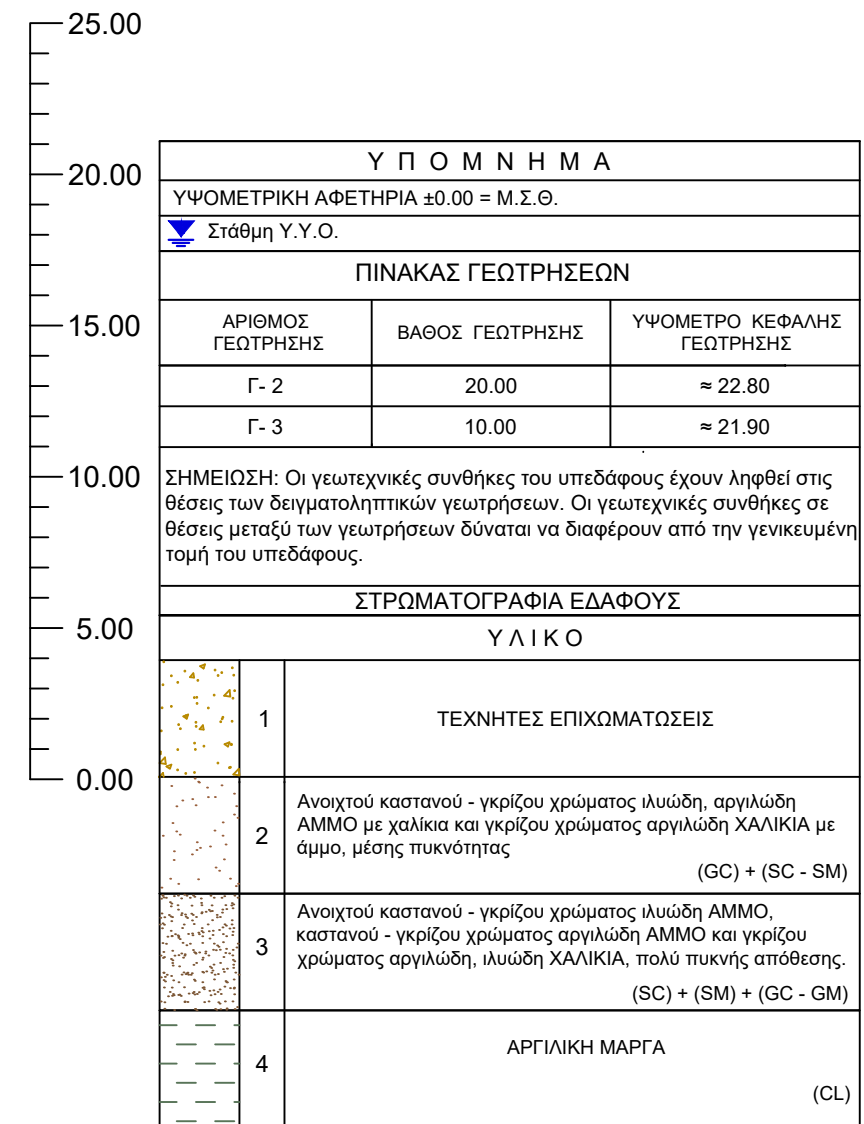 25.00
20.00
15.00
10.00
5.00
0.00
Υ Π Ο Μ Ν Η Μ Α
ΥΨΟΜΕΤΡΙΚΗ ΑΦΕΤΗΡΙΑ ±0.00 = Μ.Σ.Θ.
Στάθμη Υ.Υ.Ο.
ΠΙΝΑΚΑΣ ΓΕΩΤΡΗΣΕΩΝ
ΑΡΙΘΜΟΣ
ΓΕΩΤΡΗΣΗΣ
ΒΑΘΟΣ ΓΕΩΤΡΗΣΗΣ
ΥΨΟΜΕΤΡΟ ΚΕΦΑΛΗΣ
ΓΕΩΤΡΗΣΗΣ
Γ- 2 20.00 ≈ 22.80
Γ- 3 10.00 ≈ 21.90
ΣΗΜΕΙΩΣΗ: Οι γεωτεχνικές συνθήκες του υπεδάφους έχουν ληφθεί στις
θέσεις των δειγματοληπτικών γεωτρήσεων. Οι γεωτεχνικές συνθήκες σε
θέσεις μεταξύ των γεωτρήσεων δύναται να διαφέρουν από την γενικευμένη
τομή του υπεδάφους.
ΣΤΡΩΜΑΤΟΓΡΑΦΙΑ ΕΔΑΦΟΥΣ
Υ Λ Ι Κ Ο
1 ΤΕΧΝΗΤΕΣ ΕΠΙΧΩΜΑΤΩΣΕΙΣ
2
Ανοιχτού καστανού - γκρίζου χρώματος ιλυώδη, αργιλώδη
ΑΜΜΟ με χαλίκια και γκρίζου χρώματος αργιλώδη ΧΑΛΙΚΙΑ με
άμμο, μέσης πυκνότητας
(GC) + (SC - SM)
3
Ανοιχτού καστανού - γκρίζου χρώματος ιλυώδη ΑΜΜΟ,
καστανού - γκρίζου χρώματος αργιλώδη ΑΜΜΟ και γκρίζου
χρώματος αργιλώδη, ιλυώδη ΧΑΛΙΚΙΑ, πολύ πυκνής απόθεσης.
(SC) + (SM) + (GC - GM)
4 ΑΡΓΙΛΙΚΗ ΜΑΡΓΑ
(CL)